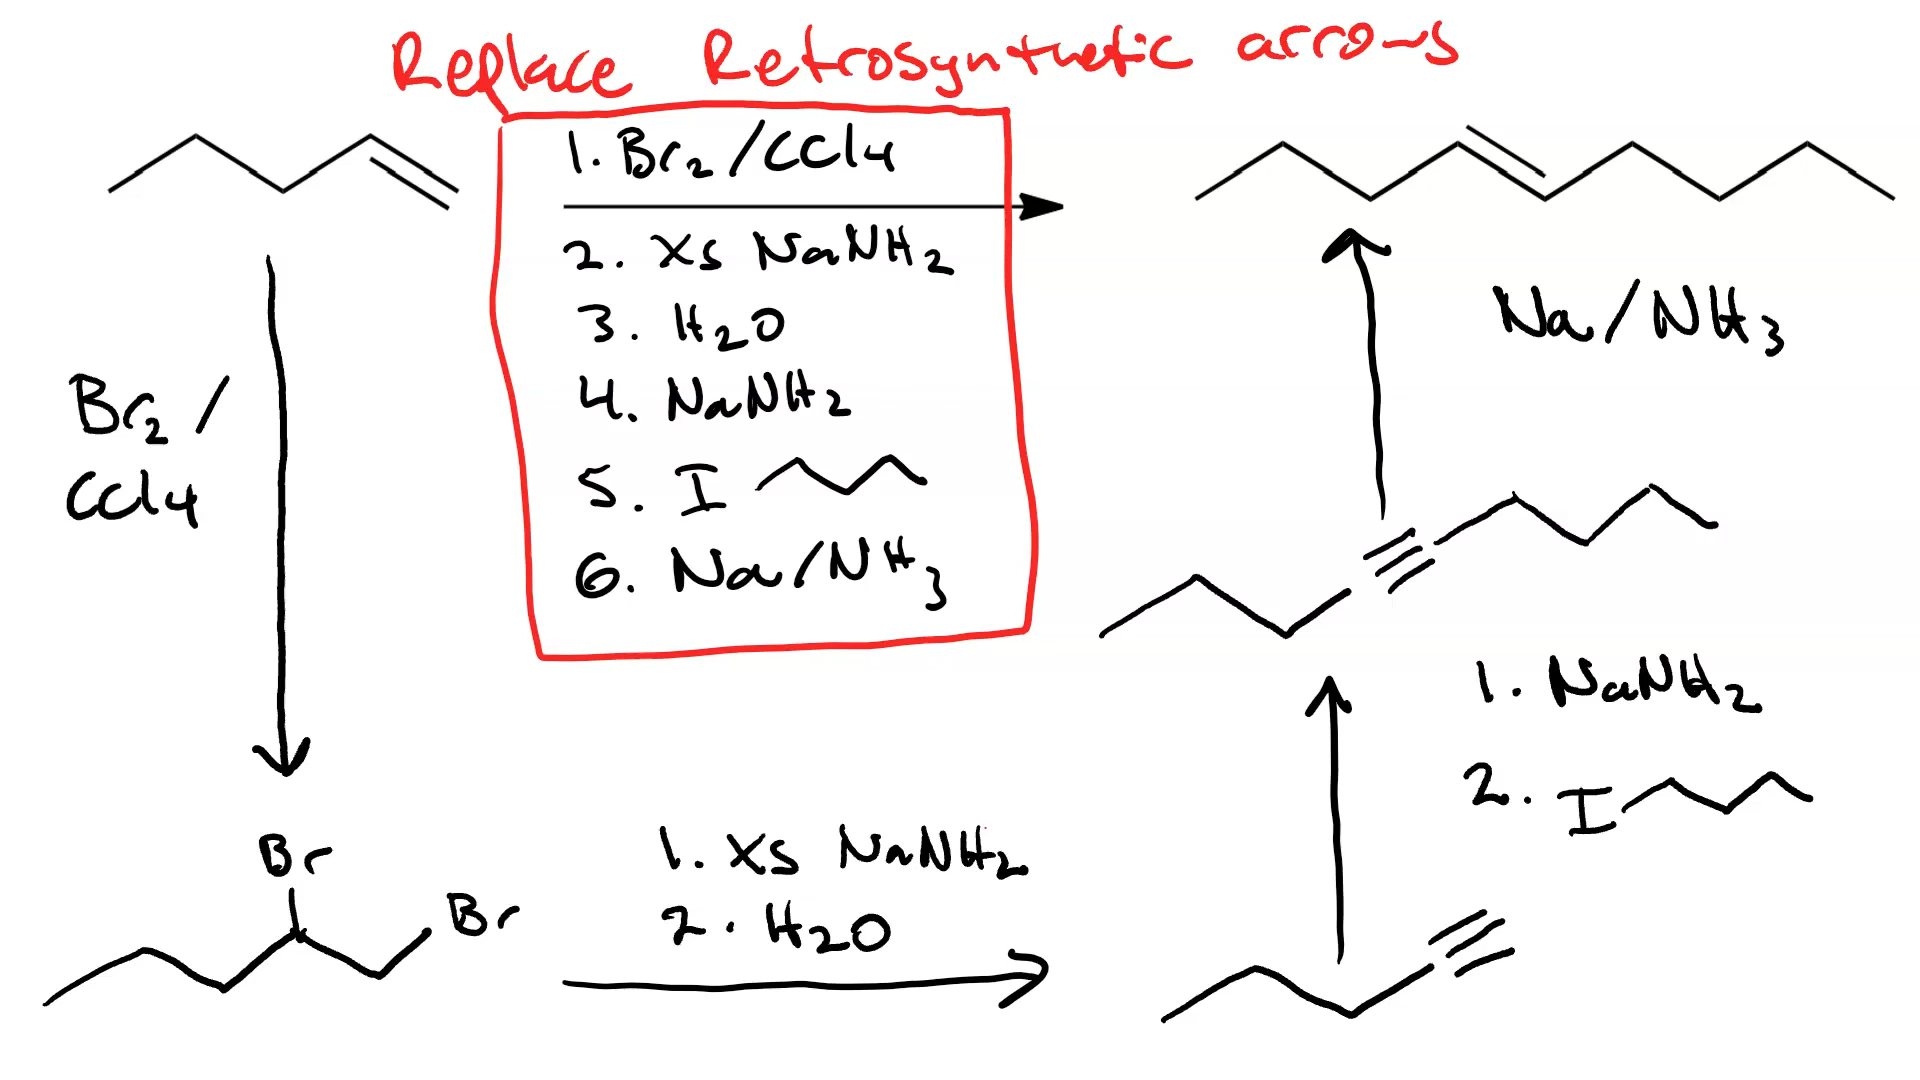 Replace Retrosynthetic arrows
1. Br2/CCl4
2. xs NaNH2
3. H2O
4. NaNH2
5. I
6. Na/NH3
Br2/
CCl4
Na/NH3
1. NaNH2
2. I
Br
Br
1. xs NaNH2
2. H2O